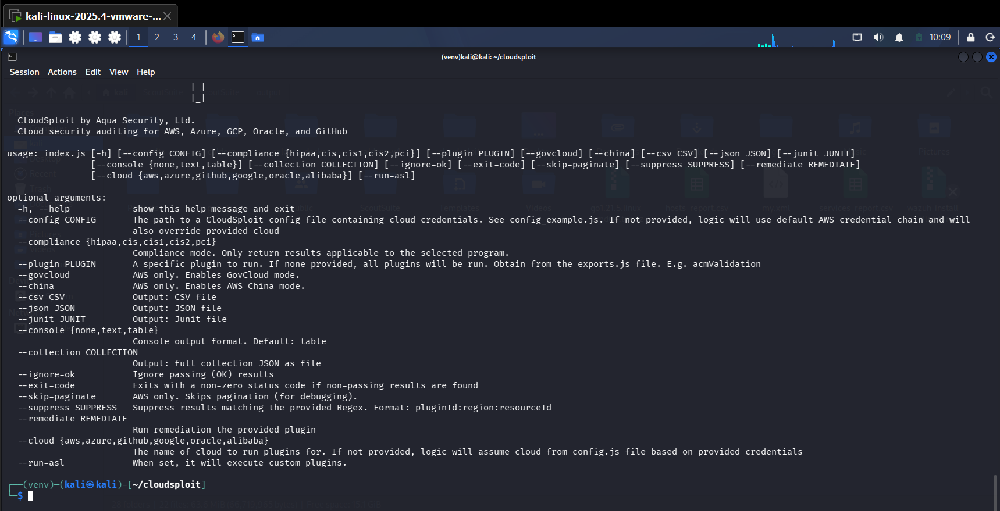 kali-linux-2025.4-vmware-...
1 2 3 4 10:09
(venv)kali@kali: ~/cloudsploit
Session Actions Edit View Help
| |
|_|
CloudSploit by Aqua Security, Ltd.
Cloud security auditing for AWS, Azure, GCP, Oracle, and GitHub
usage: index.js [-h] [--config CONFIG] [--compliance {hipaa,cis,cis1,cis2,pci}] [--plugin PLUGIN] [--govcloud] [--china] [--csv CSV] [--json JSON] [--junit JUNIT]
[--console {none,text,table}] [--collection COLLECTION] [--ignore-ok] [--exit-code] [--skip-paginate] [--suppress SUPPRESS] [--remediate REMEDIATE]
[--cloud {aws,azure,github,google,oracle,alibaba}] [--run-asl]
optional arguments:
-h, --help show this help message and exit
--config CONFIG The path to a CloudSploit config file containing cloud credentials. See config_example.js. If not provided, logic will use default AWS credential chain and will
also override provided cloud
--compliance {hipaa,cis,cis1,cis2,pci}
Compliance mode. Only return results applicable to the selected program.
--plugin PLUGIN A specific plugin to run. If none provided, all plugins will be run. Obtain from the exports.js file. E.g. acmValidation
--govcloud AWS only. Enables GovCloud mode.
--china AWS only. Enables AWS China mode.
--csv CSV Output: CSV file
--json JSON Output: JSON file
--junit JUNIT Output: Junit file
--console {none,text,table}
Console output format. Default: table
--collection COLLECTION
Output: full collection JSON as file
--ignore-ok Ignore passing (OK) results
--exit-code Exits with a non-zero status code if non-passing results are found
--skip-paginate AWS only. Skips pagination (for debugging).
--suppress SUPPRESS Suppress results matching the provided Regex. Format: pluginId:region:resourceId
--remediate REMEDIATE
Run remediation the provided plugin
--cloud {aws,azure,github,google,oracle,alibaba}
The name of cloud to run plugins for. If not provided, logic will assume cloud from config.js file based on provided credentials
--run-asl When set, it will execute custom plugins.
┌──(venv)─(kali㉿kali)-[~/cloudsploit]
└─$